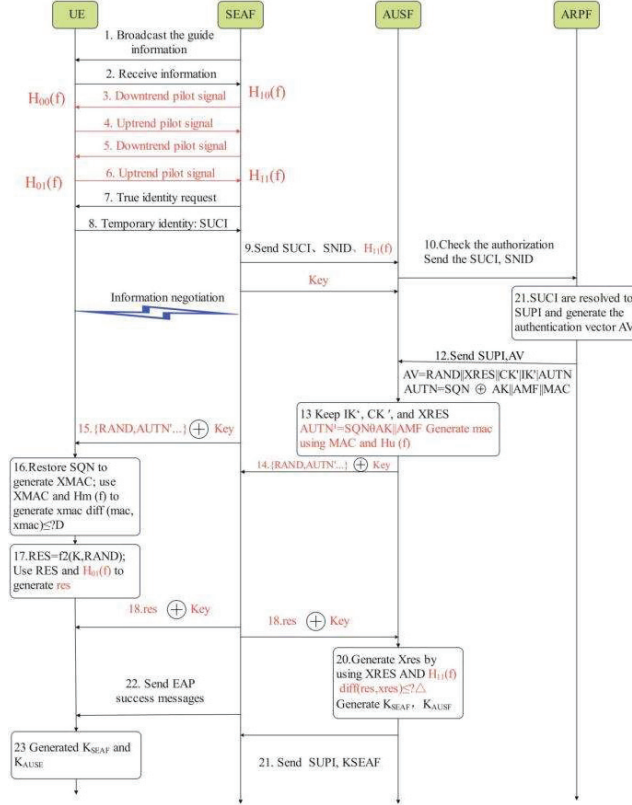 UE
SEAF
AUSF
ARPF
1. Broadcast the guide
information
2. Receive information
H00(f)
3. Downtrend pilot signal
H10(f)
4. Uptrend pilot signal
5. Downtrend pilot signal
H01(f)
6. Uptrend pilot signal
H11(f)
7. True identity request
8. Temporary identity: SUCI
9.Send SUCI、SNID、H11(f)
10.Check the authorization
Send the SUCI, SNID
Key
Information negotiation
21.SUCI are resolved to
SUPI and generate the
authentication vector AV
12.Send SUPI,AV
AV=RAND||XRES||CK'|IK'|AUTN
AUTN=SQN ⊕ AK||AMF||MAC
13 Keep IK', CK ', and XRES
AUTN'=SQNθAK||AMF Generate mac
using MAC and Hu (f)
15.{RAND,AUTN'...} ⊕ Key
14.{RAND,AUTN'...} ⊕ Key
16.Restore SQN to
generate XMAC; use
XMAC and Hm (f) to
generate xmac diff (mac,
xmac)≤?D
17.RES=f2(K,RAND);
Use RES and H01(f) to
generate res
18.res ⊕ Key
18.res ⊕ Key
20.Generate Xres by
using XRES AND H11(f)
diff(res,xres)≤?△
Generate KSEAF, KAUSF
22. Send EAP
success messages
23 Generated KSEAF and
KAUSE
21. Send SUPI, KSEAF